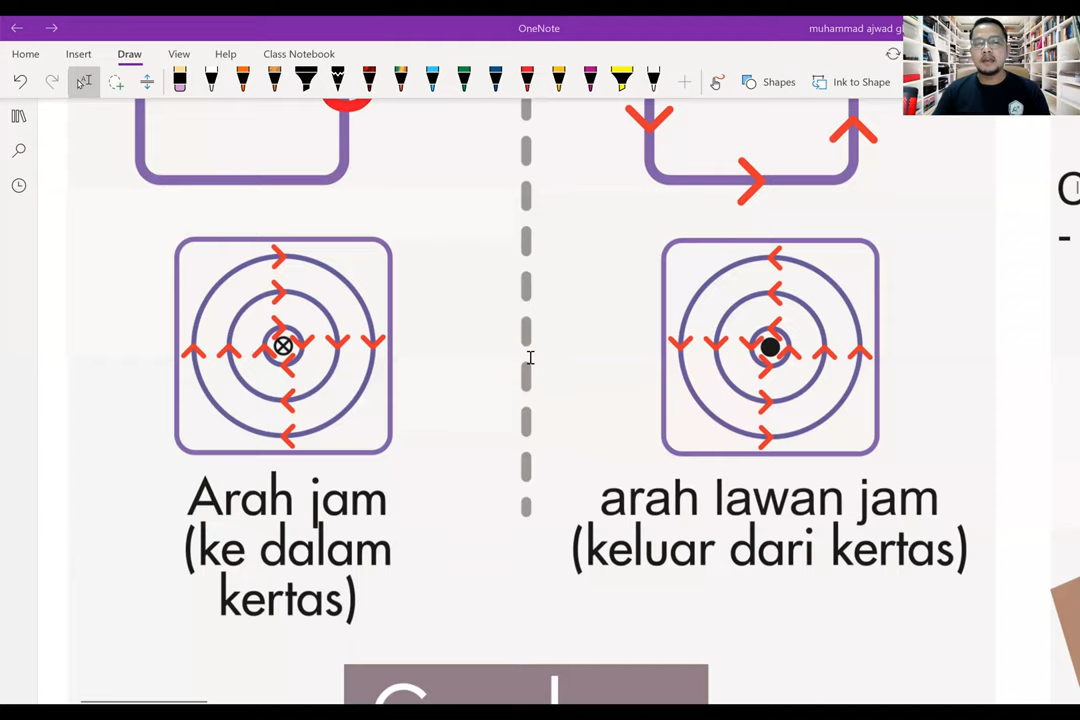 OneNote
muhammad ajwad
Home Insert Draw View Help Class Notebook
Shapes Ink to Shape
Arah jam
(ke dalam
kertas)
arah lawan jam
(keluar dari kertas)